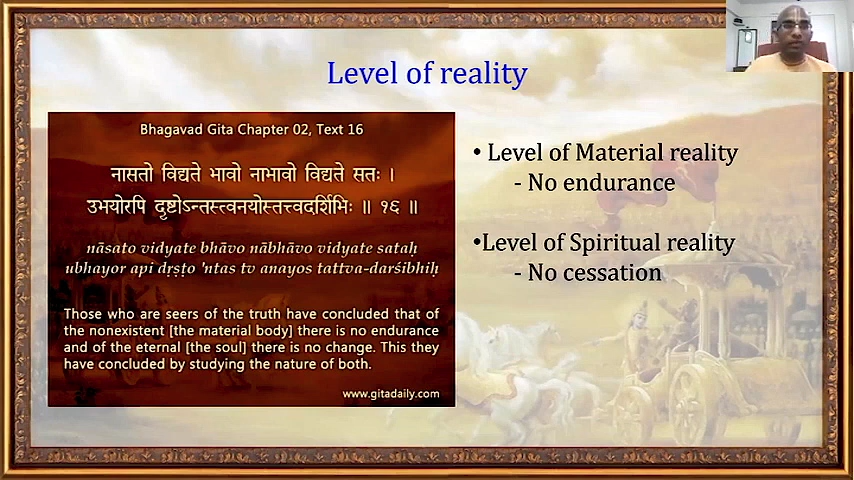 Level of reality
Bhagavad Gita Chapter 02, Text 16
नासतो विद्यते भावो नाभावो विद्यते सतः ।
उभयोरपि दृष्टोऽन्तस्त्वनयोस्तत्त्वदर्शिभिः ॥ १६ ॥
nāsato vidyate bhāvo nābhāvo vidyate sataḥ
ubhayor api dṛṣṭo 'ntas tv anayos tattva-darśibhiḥ
Those who are seers of the truth have concluded that of
the nonexistent [the material body] there is no endurance
and of the eternal [the soul] there is no change. This they
have concluded by studying the nature of both.
www.gitadaily.com
• Level of Material reality
- No endurance
•Level of Spiritual reality
- No cessation